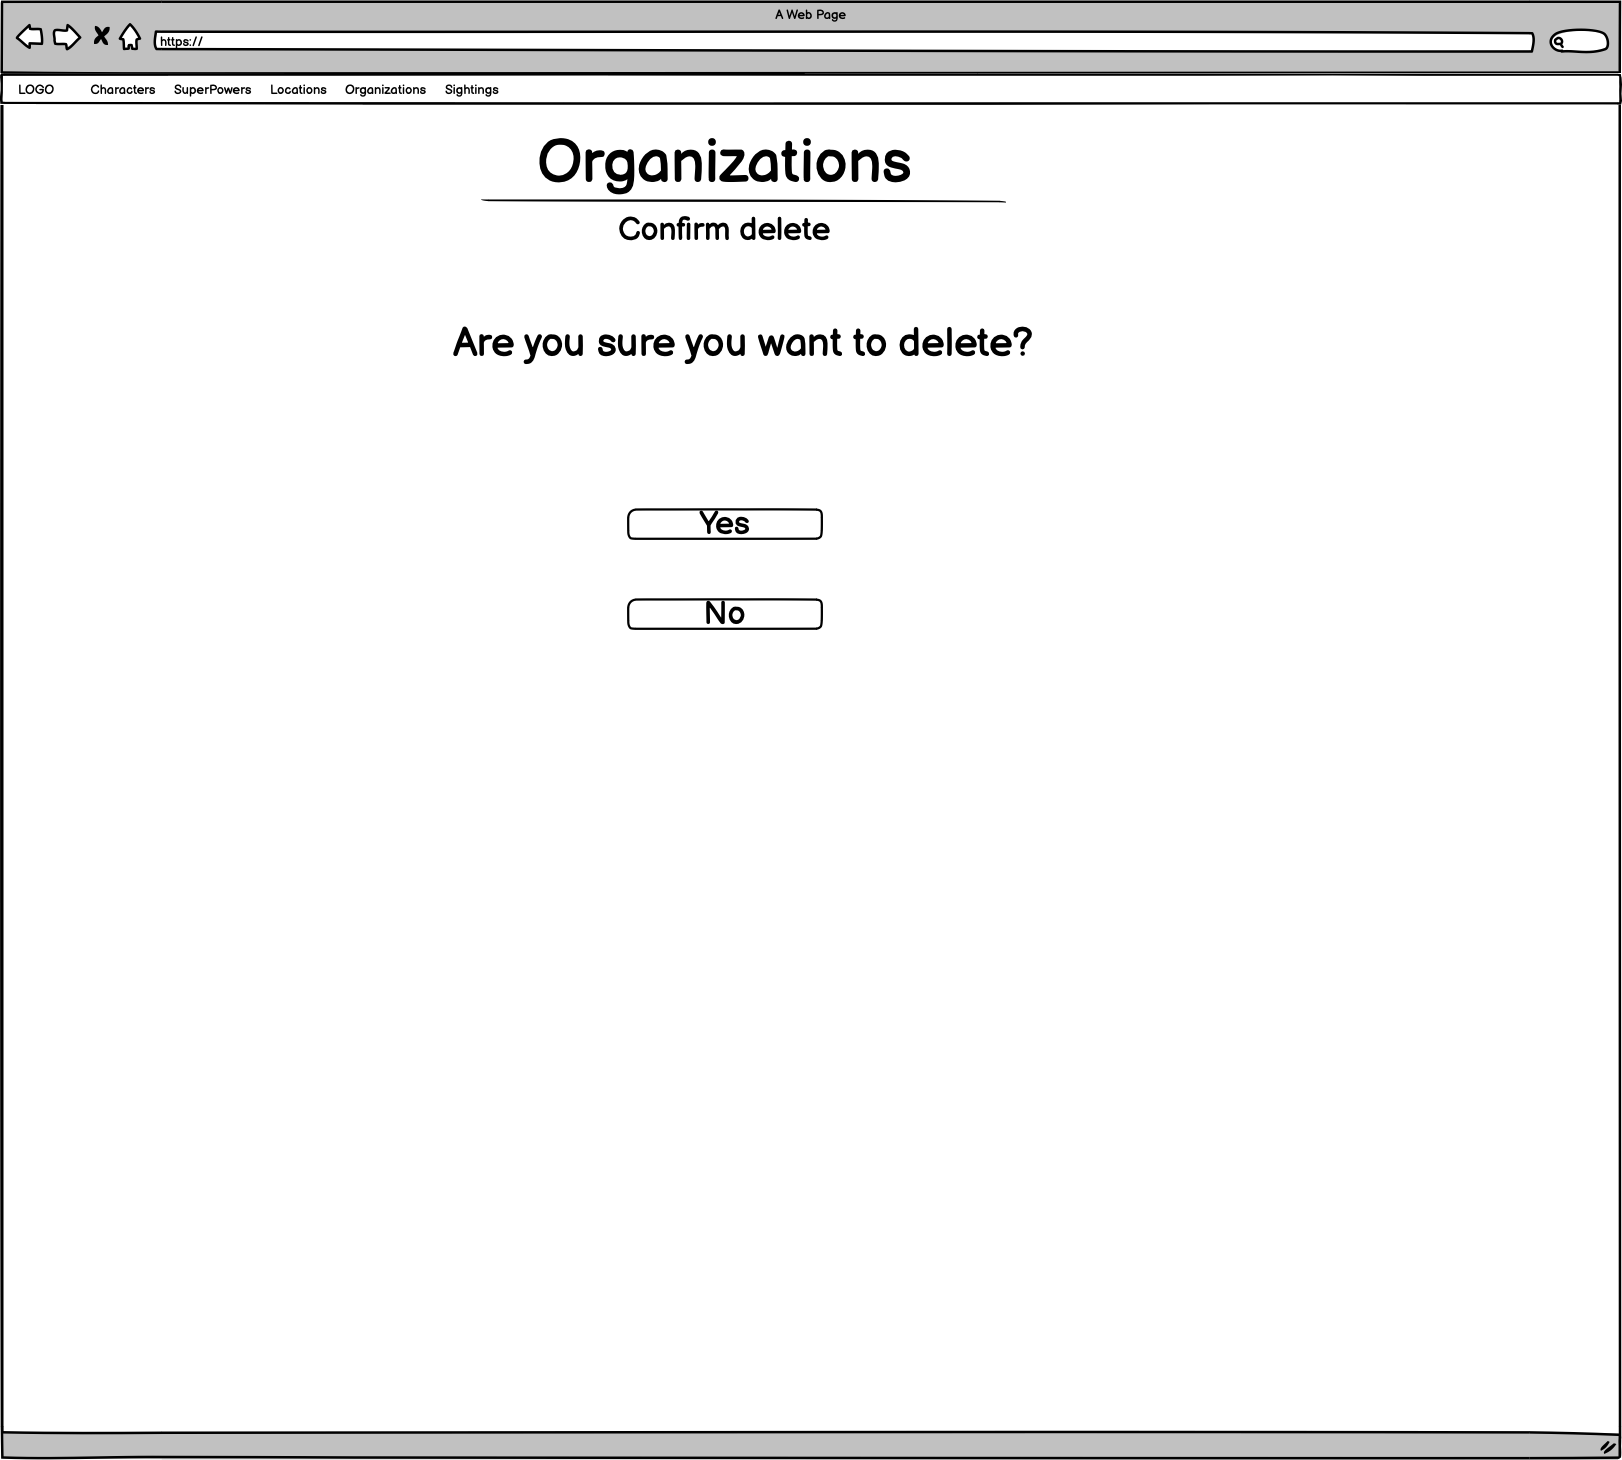 A Web Page
https://
LOGO Characters SuperPowers Locations Organizations Sightings
Organizations
Confirm delete
Are you sure you want to delete?
Yes
No